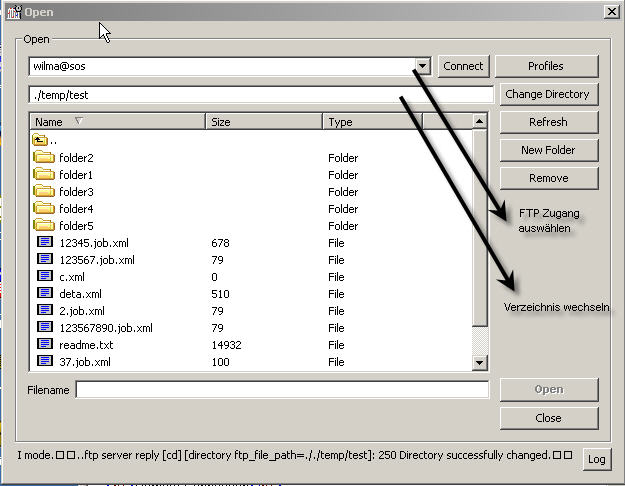 Open
Open
wilma@sos
Connect
Profiles
./temp/test
Change Directory
Name Size Type
Refresh
..
New Folder
folder2 Folder
folder1 Folder
Remove
folder3 Folder
folder4 Folder
folder5 Folder
FTP Zugang
auswählen
12345.job.xml 678 File
123567.job.xml 79 File
c.xml 0 File
deta.xml 510 File
Verzeichnis wechseln
2.job.xml 79 File
123567890.job.xml 79 File
readme.txt 14932 File
37.job.xml 100 File
Filename
Open
Close
I mode.□□..ftp server reply [cd] [directory ftp_file_path=././temp/test]: 250 Directory successfully changed.□□
Log